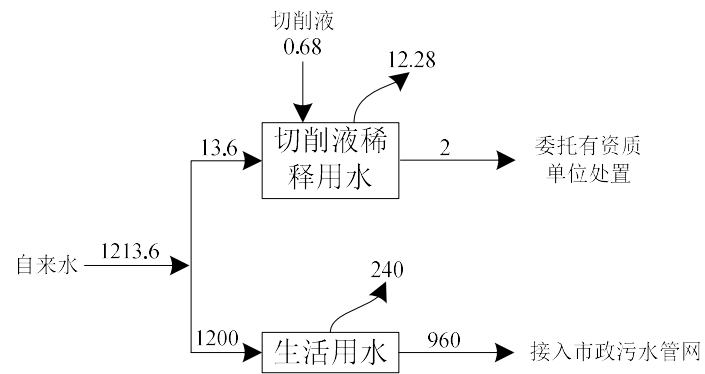 切削液
0.68
12.28
13.6
切削液稀
释用水
2
委托有资质
单位处置
自来水
1213.6
240
1200
生活用水
960
接入市政污水管网